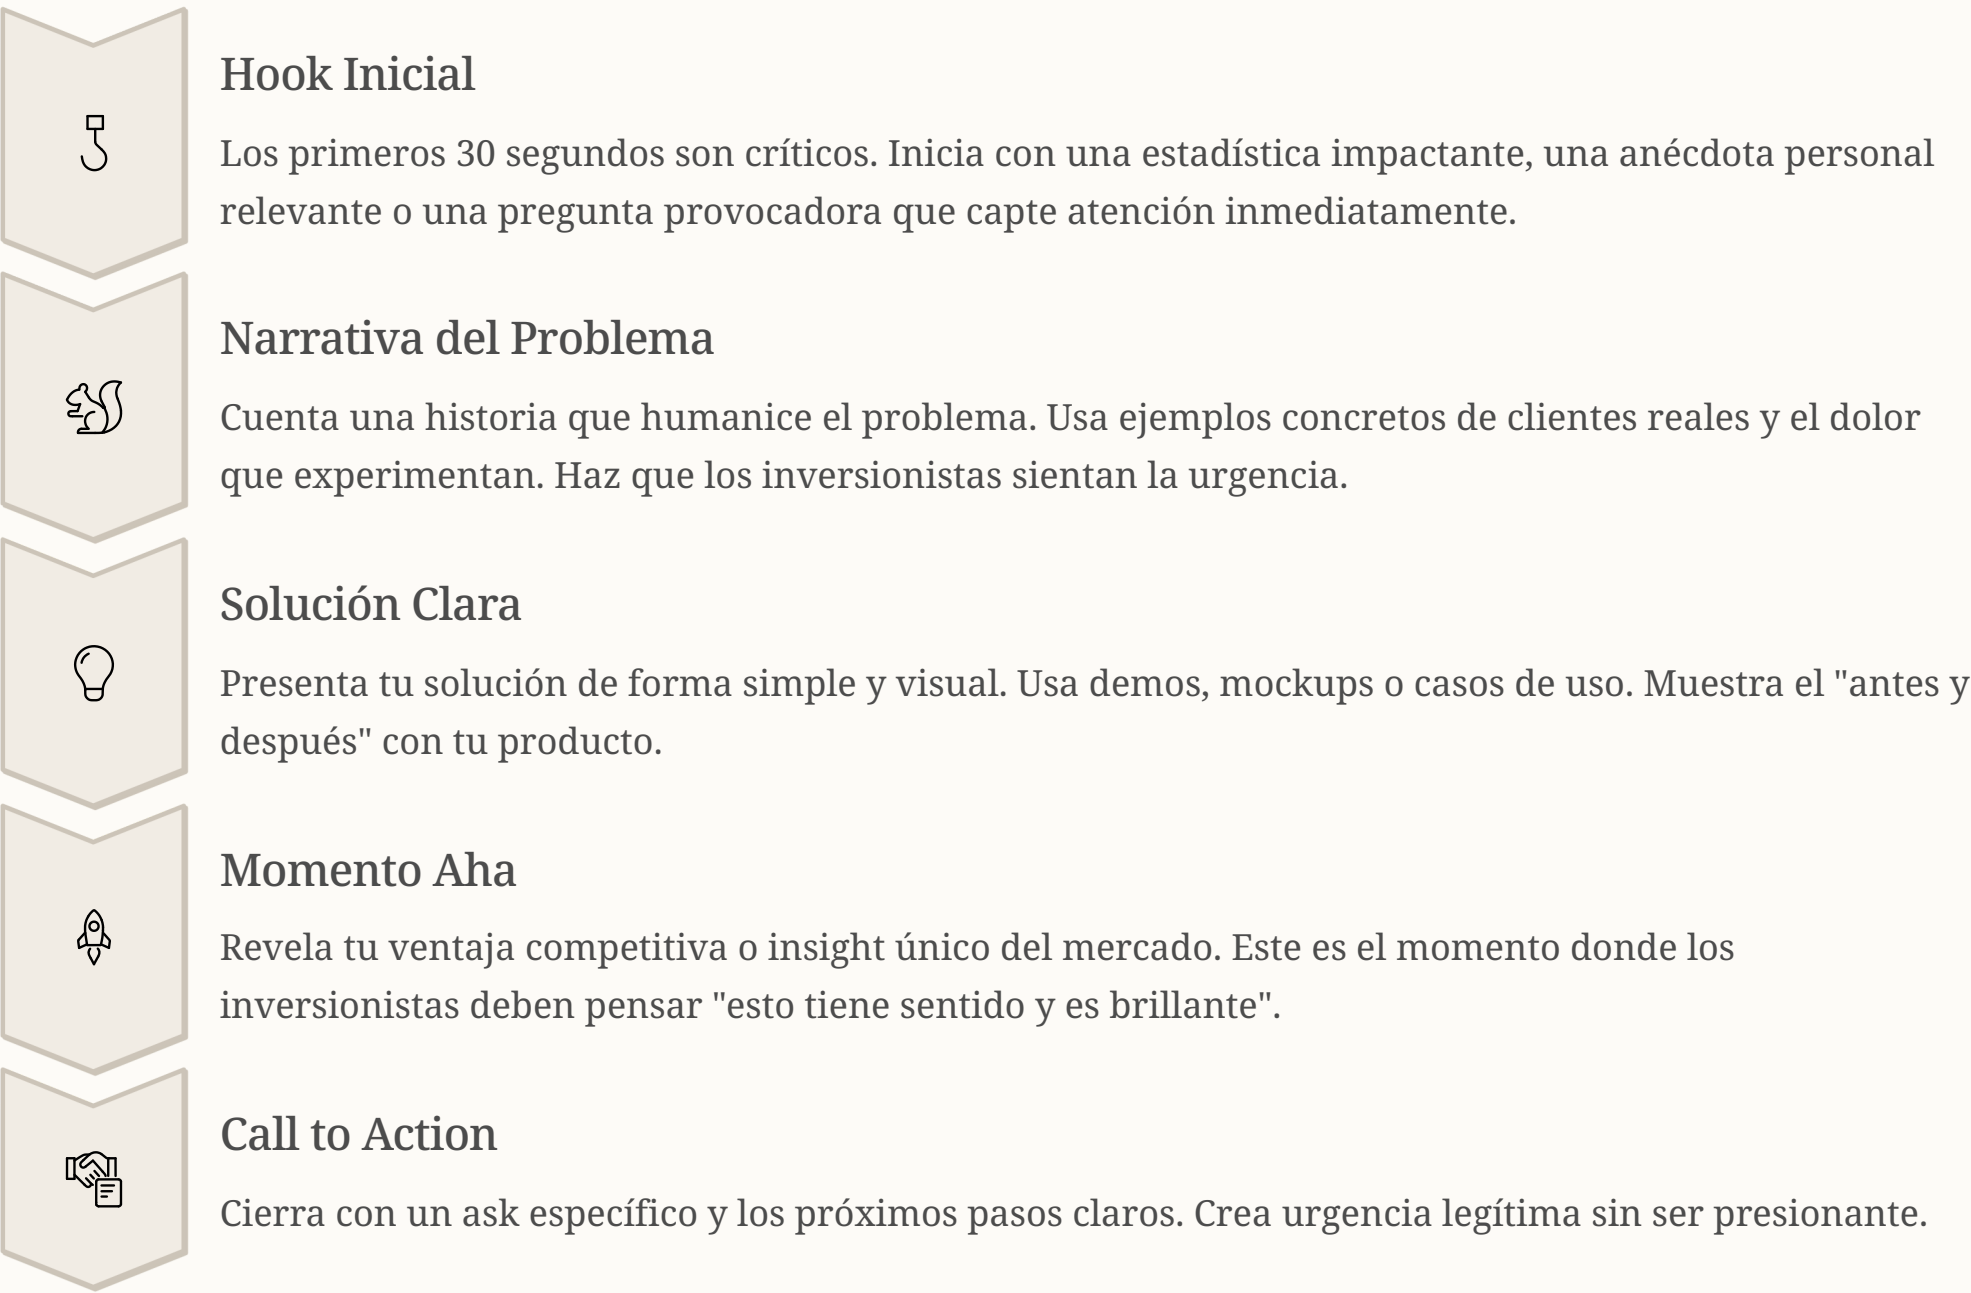 Hook Inicial
Los primeros 30 segundos son críticos. Inicia con una estadística impactante, una anécdota personal
relevante o una pregunta provocadora que capte atención inmediatamente.
Narrativa del Problema
Cuenta una historia que humanice el problema. Usa ejemplos concretos de clientes reales y el dolor
que experimentan. Haz que los inversionistas sientan la urgencia.
Solución Clara
Presenta tu solución de forma simple y visual. Usa demos, mockups o casos de uso. Muestra el "antes y
después" con tu producto.
Momento Aha
Revela tu ventaja competitiva o insight único del mercado. Este es el momento donde los
inversionistas deben pensar "esto tiene sentido y es brillante".
Call to Action
Cierra con un ask específico y los próximos pasos claros. Crea urgencia legítima sin ser presionante.